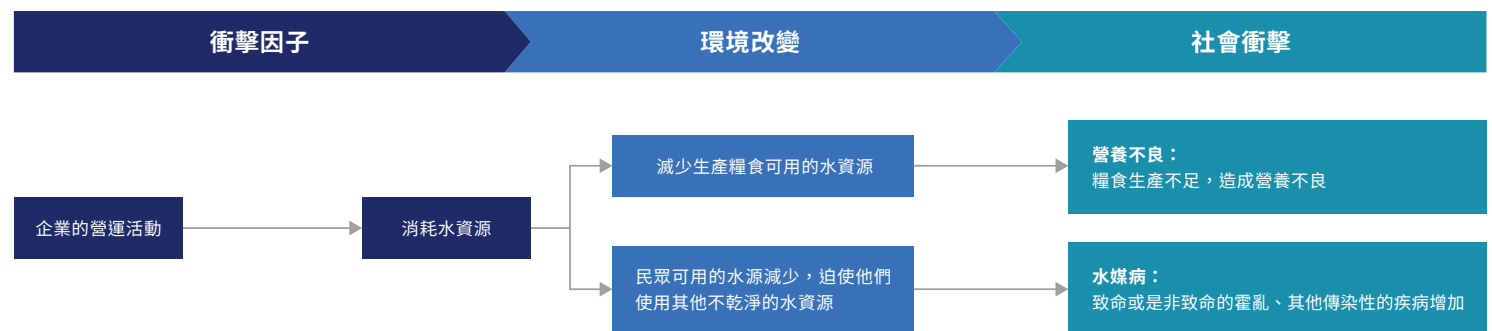 衝擊因子
環境改變
社會衝擊
企業的營運活動
消耗水資源
減少生產糧食可用的水資源
營養不良：
糧食生產不足，造成營養不良
民眾可用的水源減少，迫使他們
使用其他不乾淨的水資源
水媒病：
致命或是非致命的霍亂、其他傳染性的疾病增加